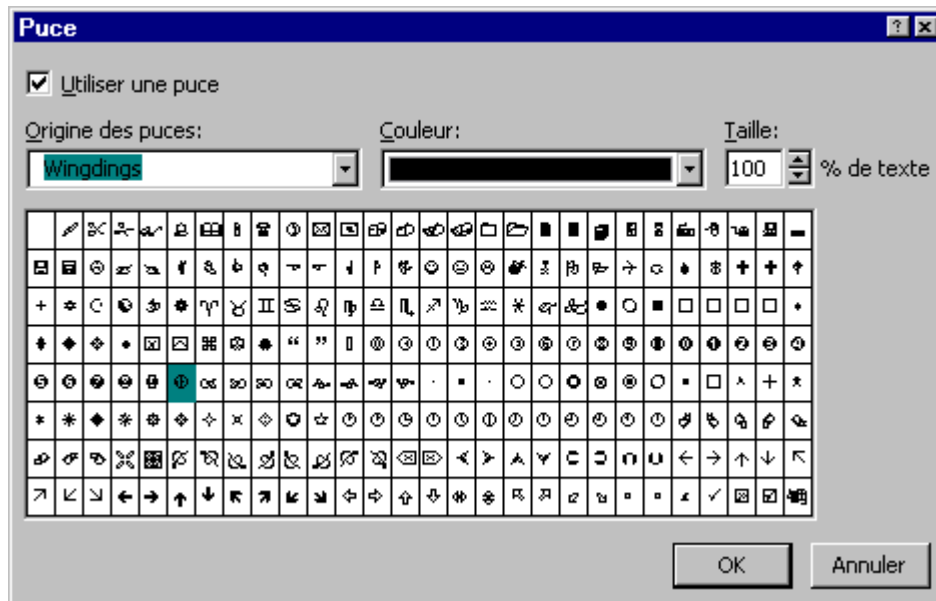 Puce
Utiliser une puce
Origine des puces:
Couleur:
Taille:
Wingdings
100
% de texte
OK
Annuler